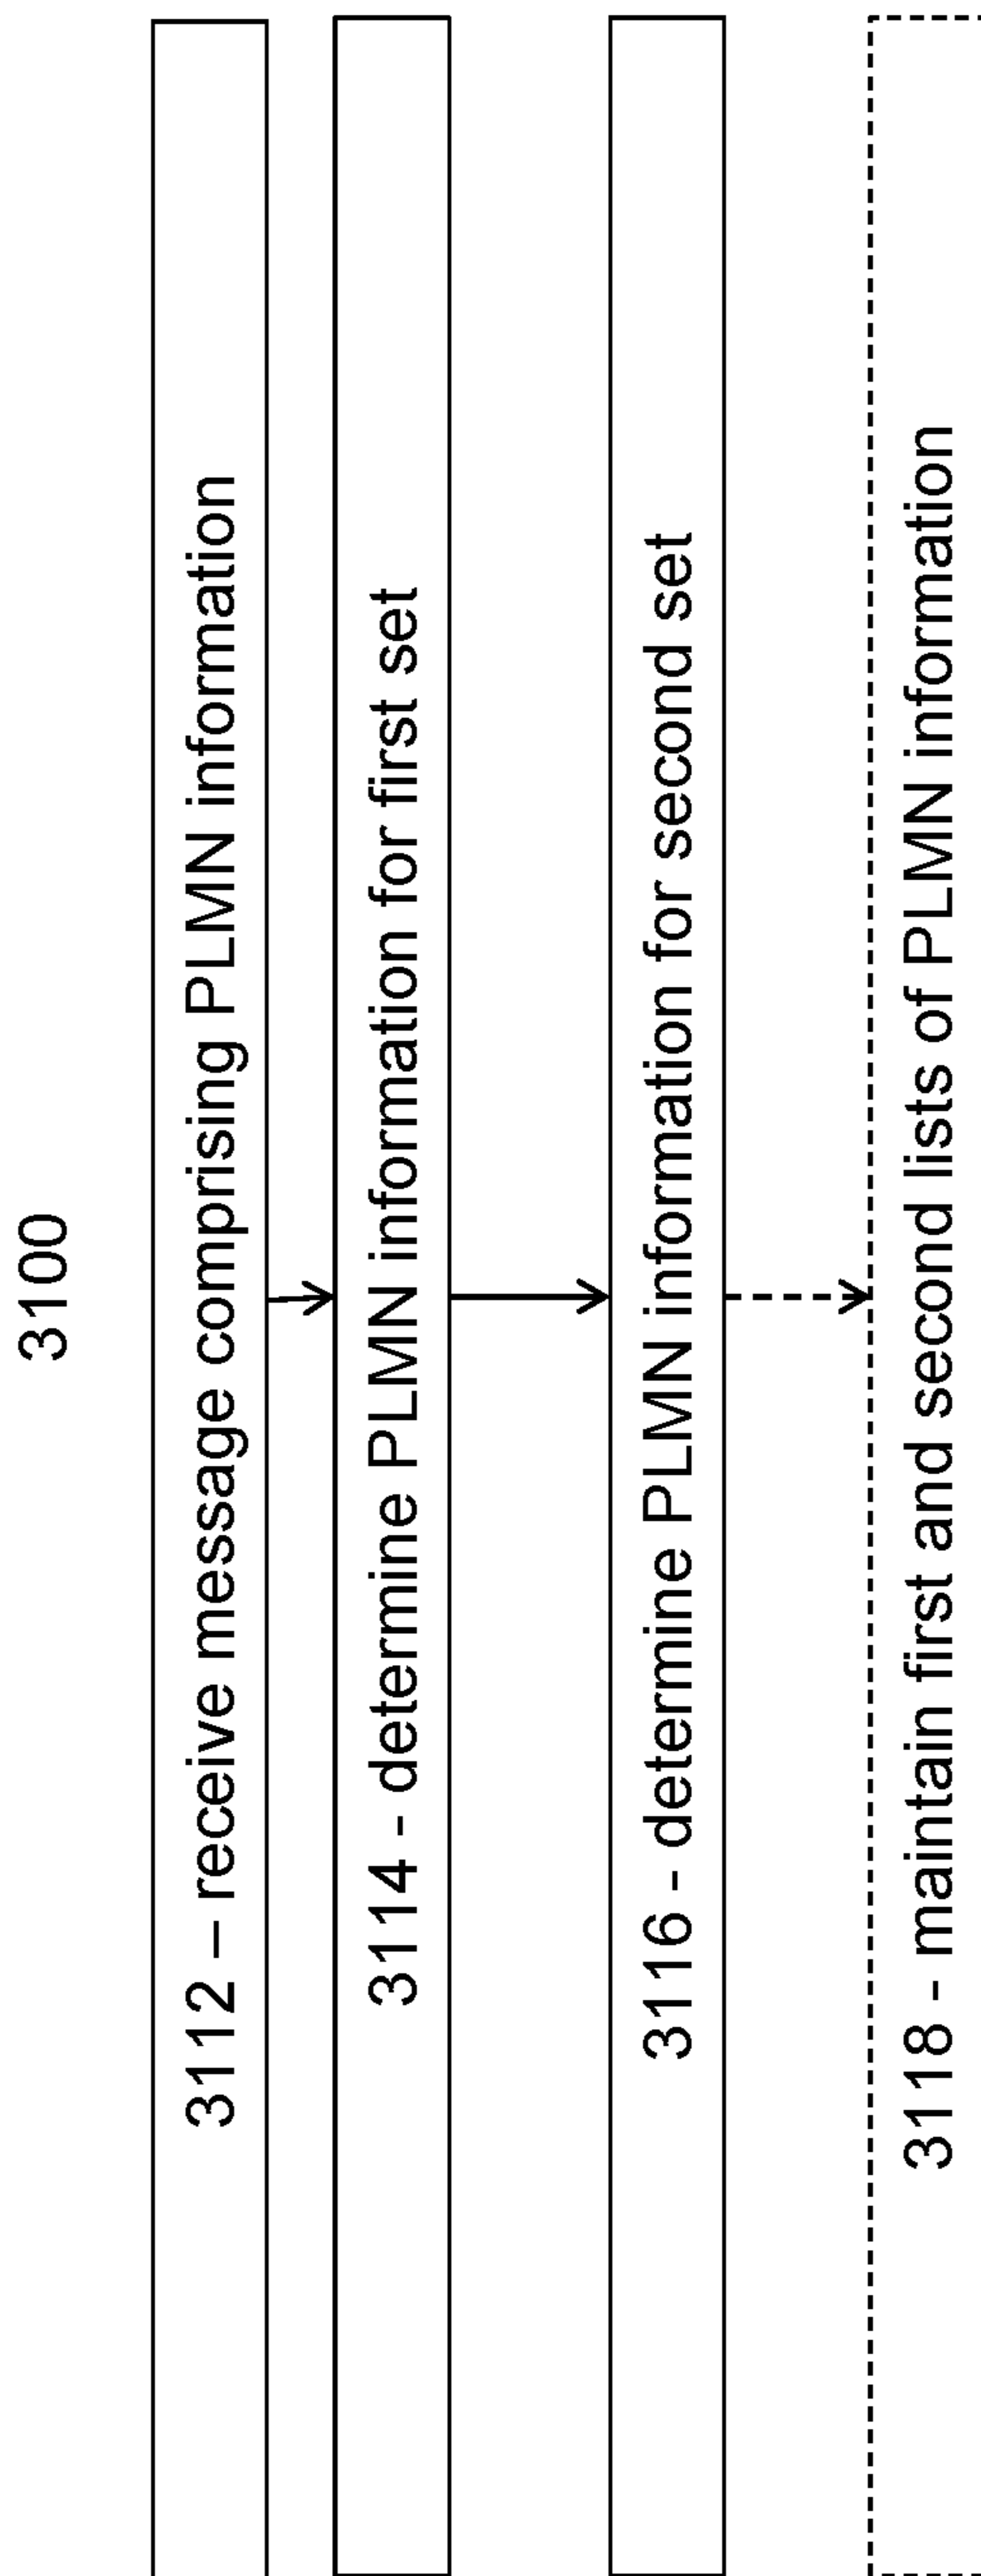 3100
3112 – receive message comprising PLMN information
3114 - determine PLMN information for first set
3116 - determine PLMN information for second set
3118 - maintain first and second lists of PLMN information